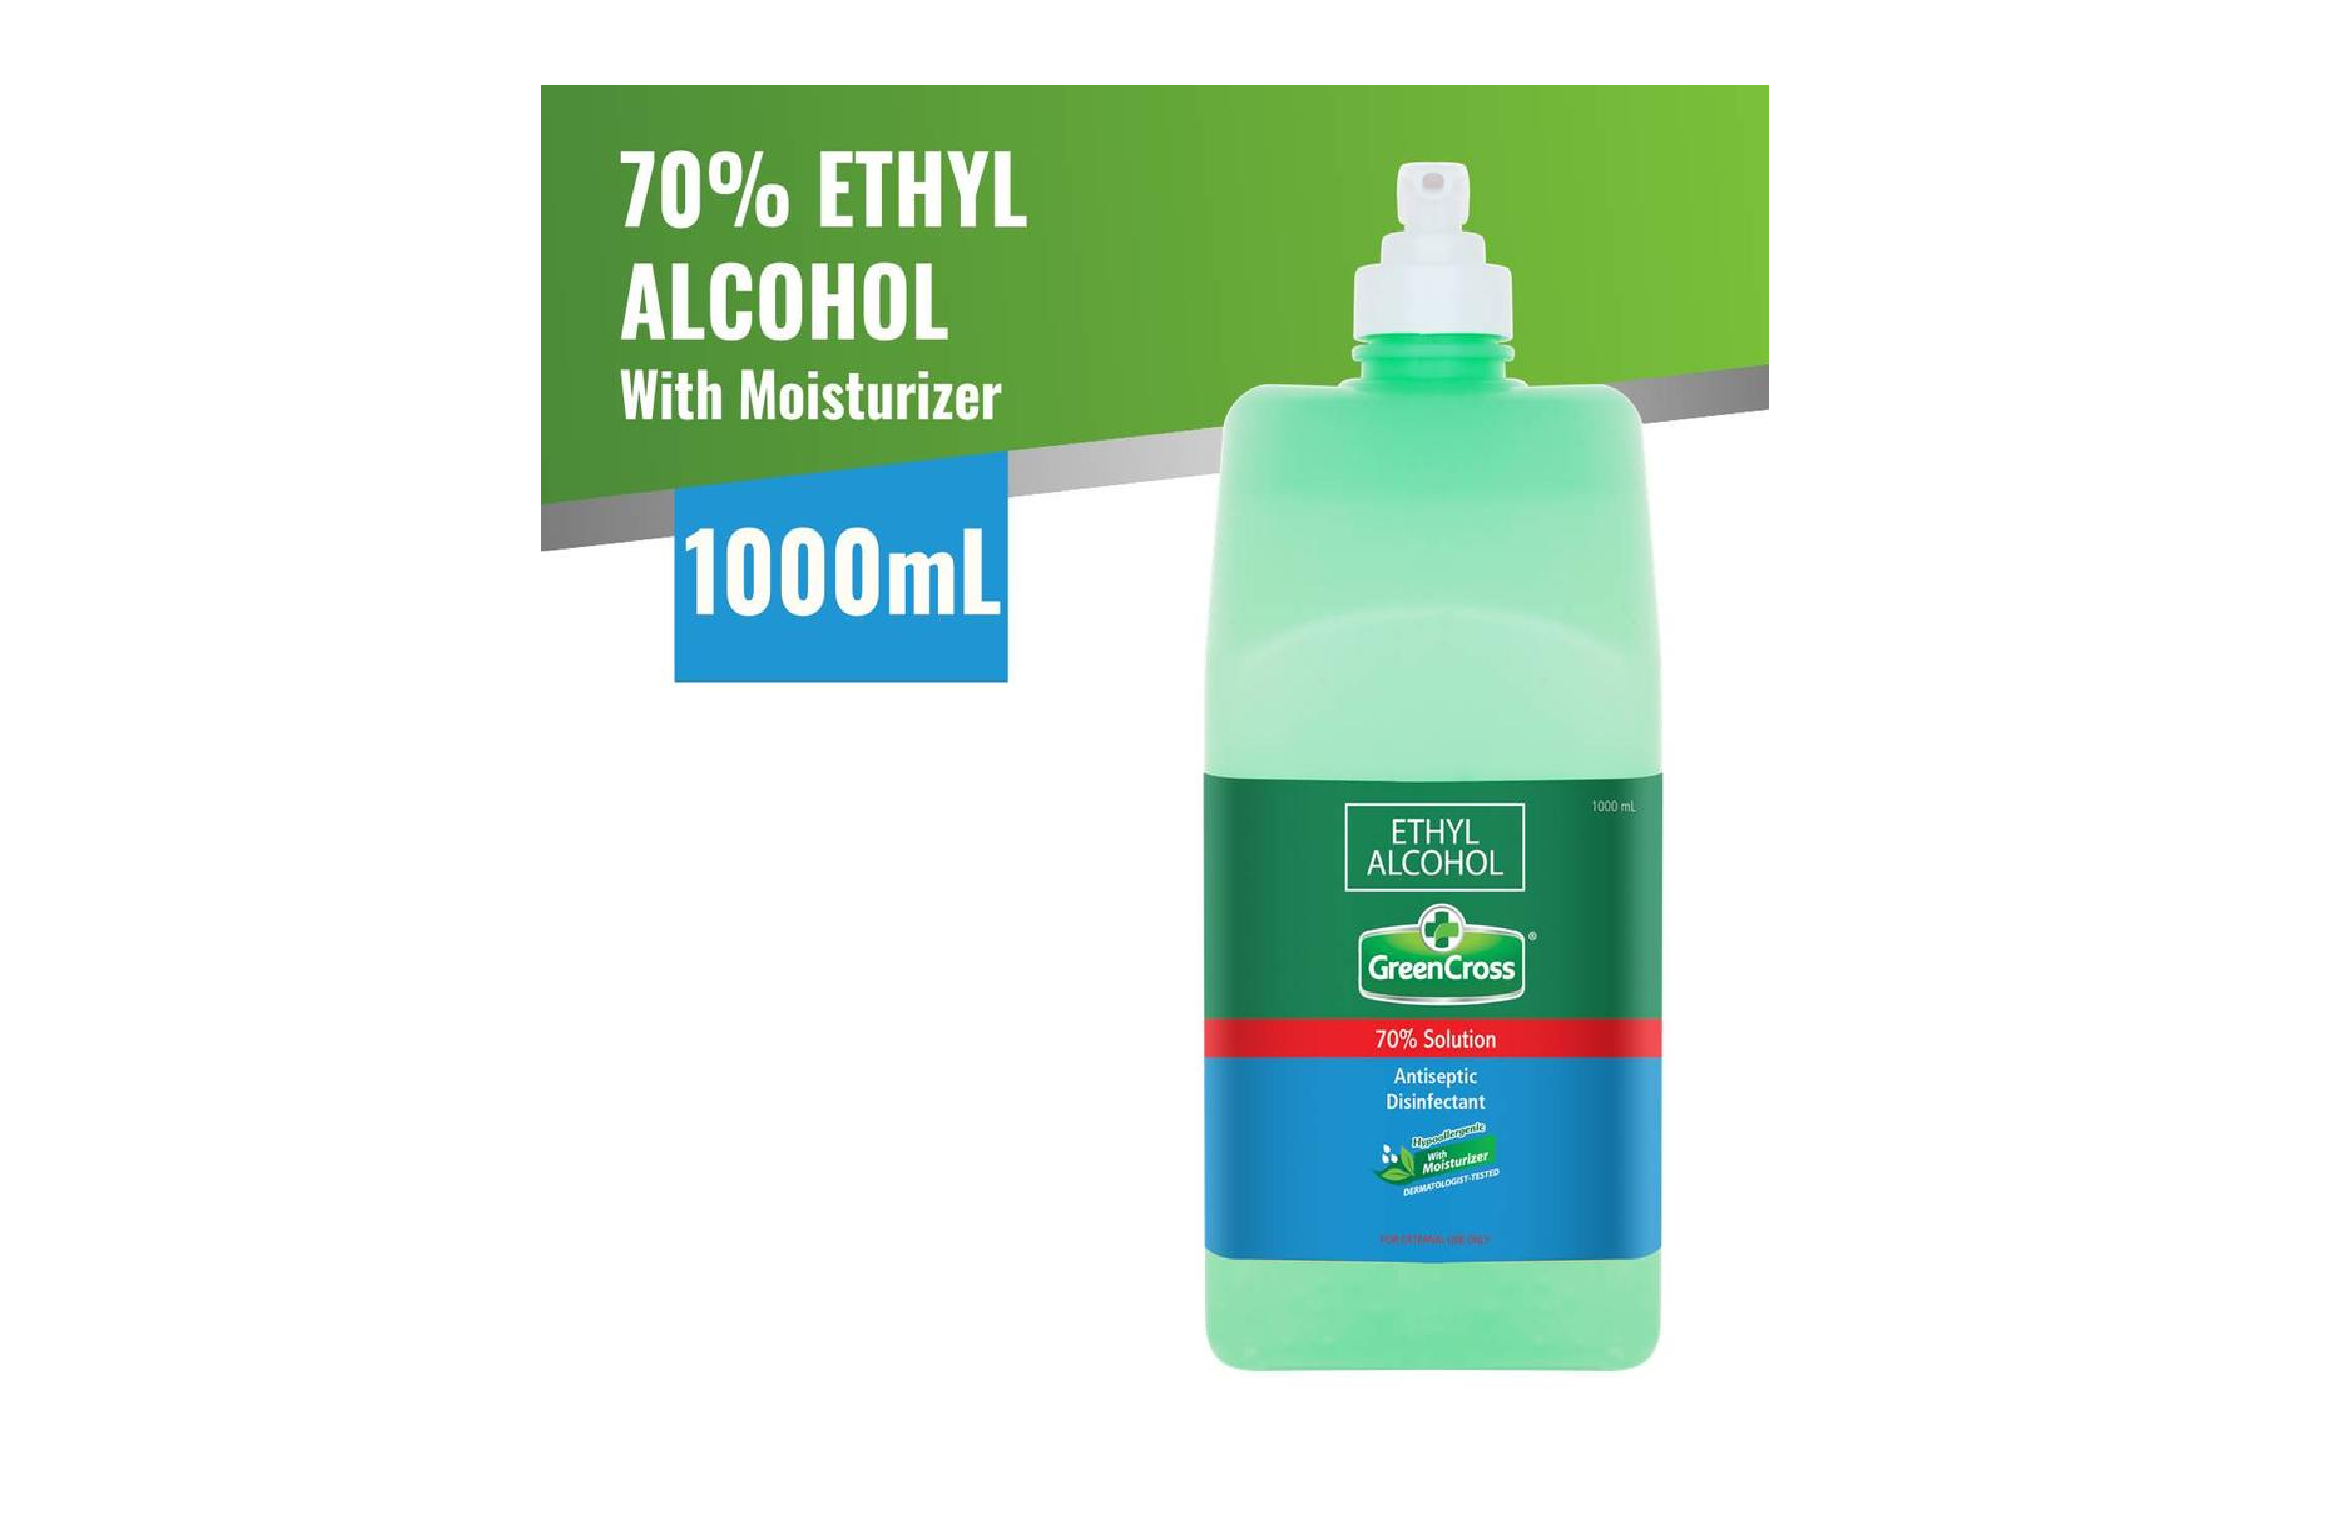 70% ETHYL
ALCOHOL
With Moisturizer
1000mL
1000 mL
ETHYL
ALCOHOL
GreenCross®
70% Solution
Antiseptic
Disinfectant
Hypoallergenic
With
Moisturizer
DERMATOLOGIST-TESTED
FOR EXTERNAL USE ONLY